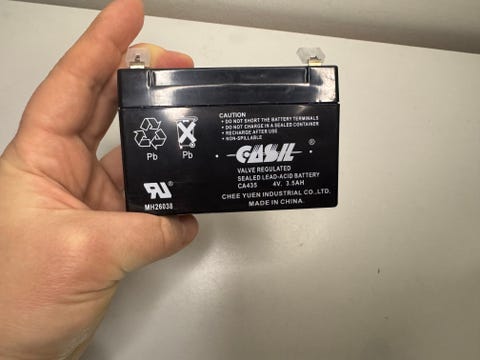 CAUTION
• DO NOT SHORT THE BATTERY TERMINALS
• DO NOT CHARGE IN A SEALED CONTAINER
• RECHARGE AFTER USE
• NON-SPILLABLE
Pb Pb
CASIL
VALVE REGULATED
SEALED LEAD-ACID BATTERY
CA435 4V, 3.5AH
CHEE YUEN INDUSTRIAL CO.,LTD.
MADE IN CHINA.
RU
MH26038